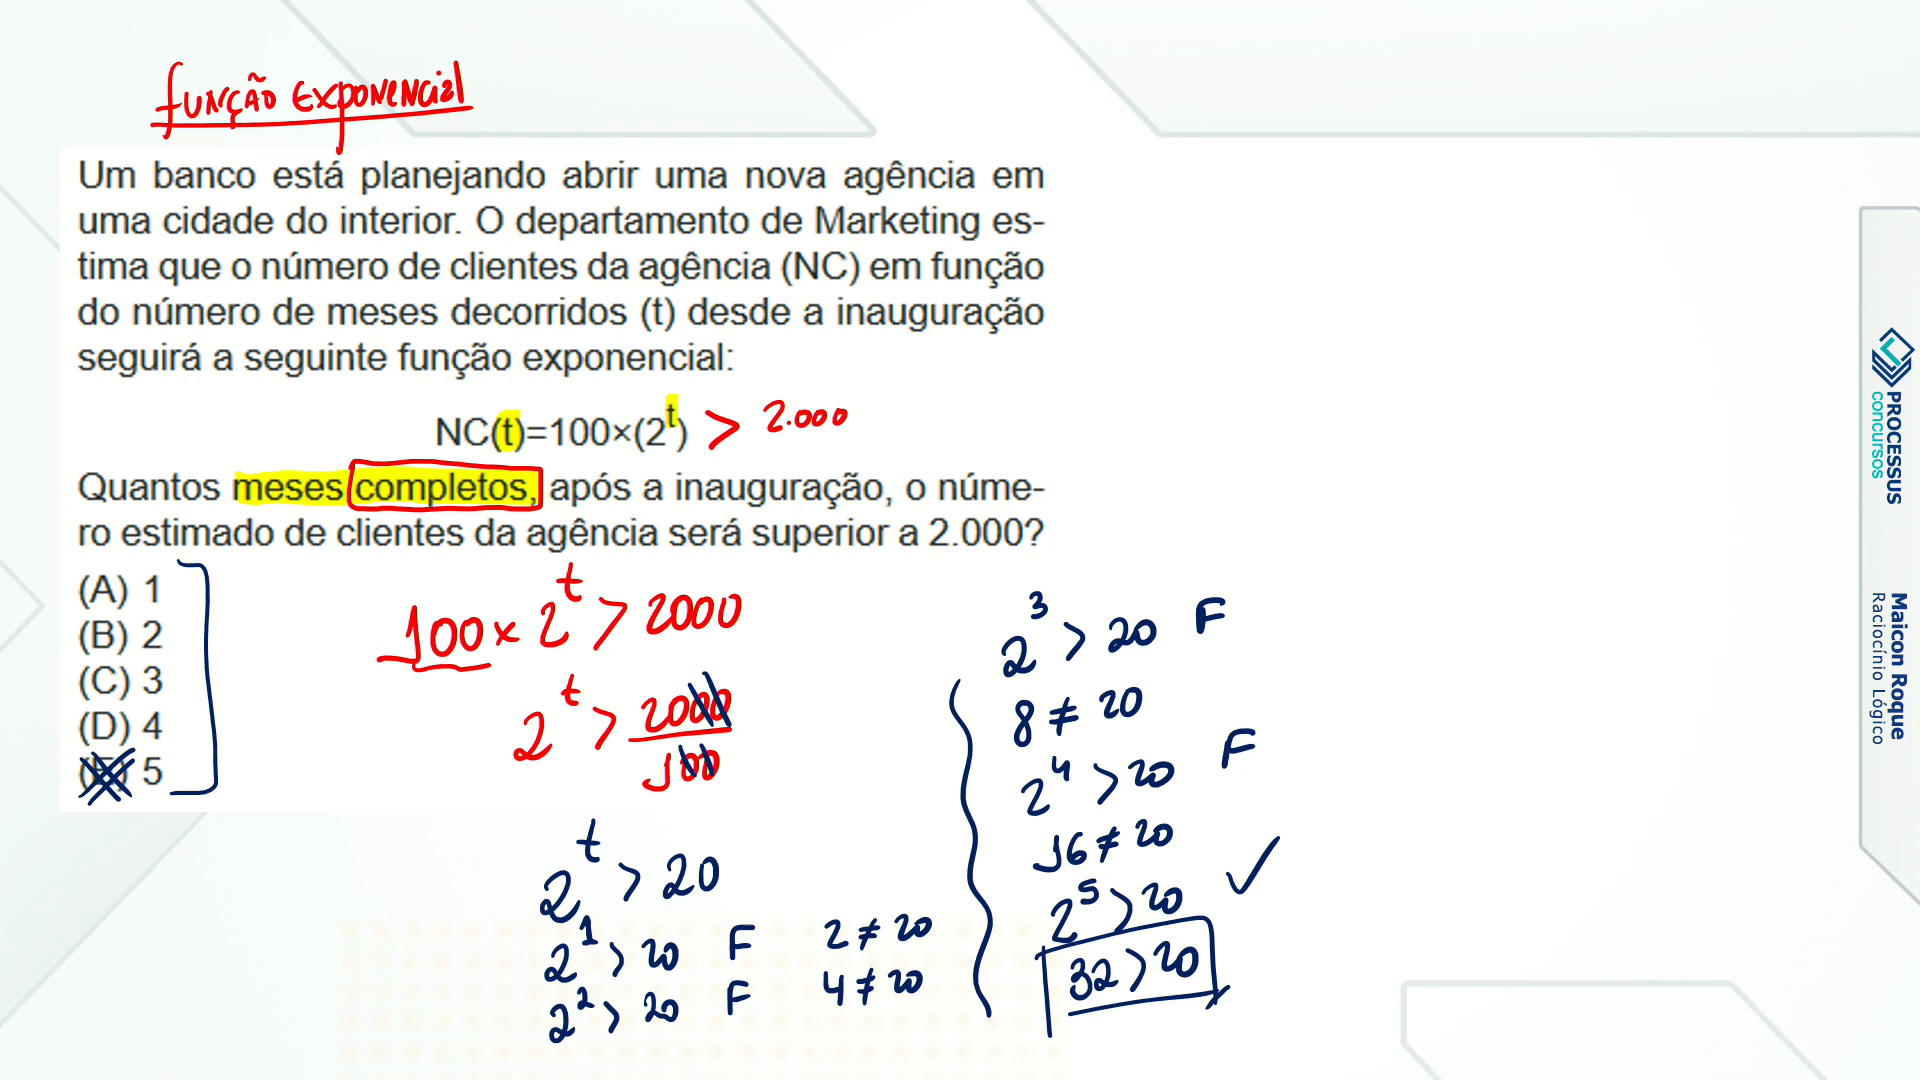 função exponencial
Um banco está planejando abrir uma nova agência em
uma cidade do interior. O departamento de Marketing es-
tima que o número de clientes da agência (NC) em função
do número de meses decorridos (t) desde a inauguração
seguirá a seguinte função exponencial:
NC(t)=100×(2^t) > 2.000
Quantos meses completos, após a inauguração, o núme-
ro estimado de clientes da agência será superior a 2.000?
(A) 1
(B) 2
(C) 3
(D) 4
(E) 5
100 × 2^t > 2000
2^t > 2000/100
2^t > 20
2^1 > 20 F 2 ≠ 20
2^2 > 20 F 4 ≠ 20
2^3 > 20 F
8 ≠ 20
2^4 > 20 F
16 ≠ 20
2^5 > 20 ✓
32 > 20
PROCESSUS
concursos
Maicon Roque
Raciocínio Lógico